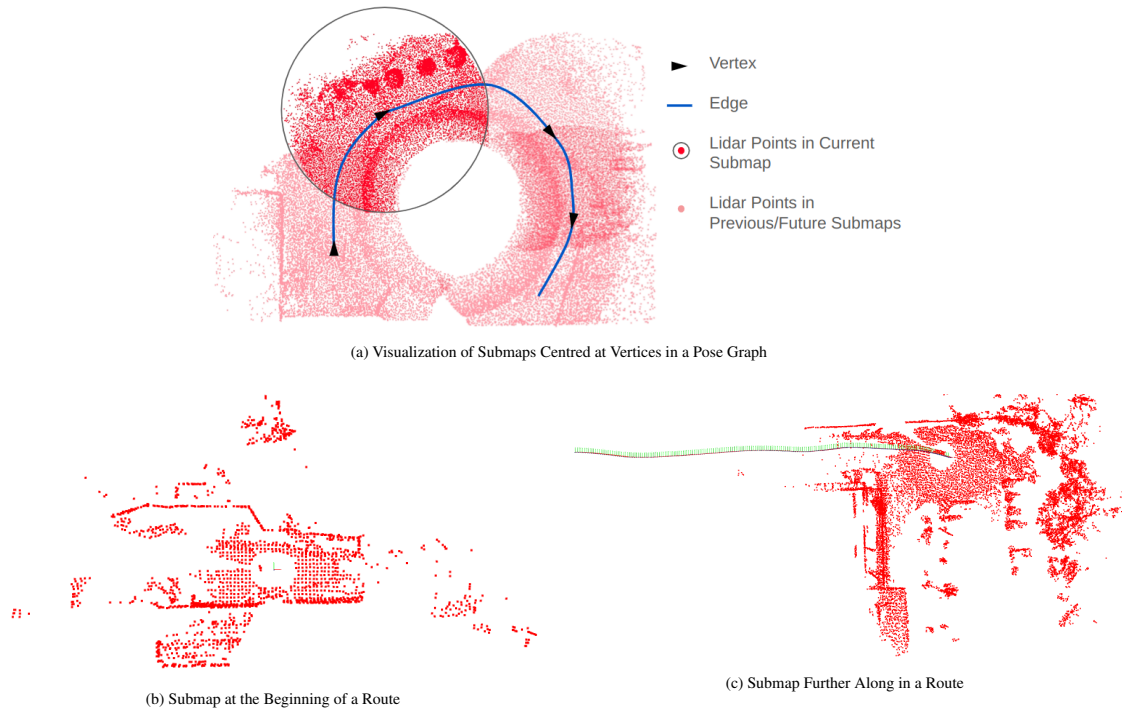 Vertex
Edge
Lidar Points in Current
Submap
Lidar Points in
Previous/Future Submaps
(a) Visualization of Submaps Centred at Vertices in a Pose Graph
(b) Submap at the Beginning of a Route
(c) Submap Further Along in a Route